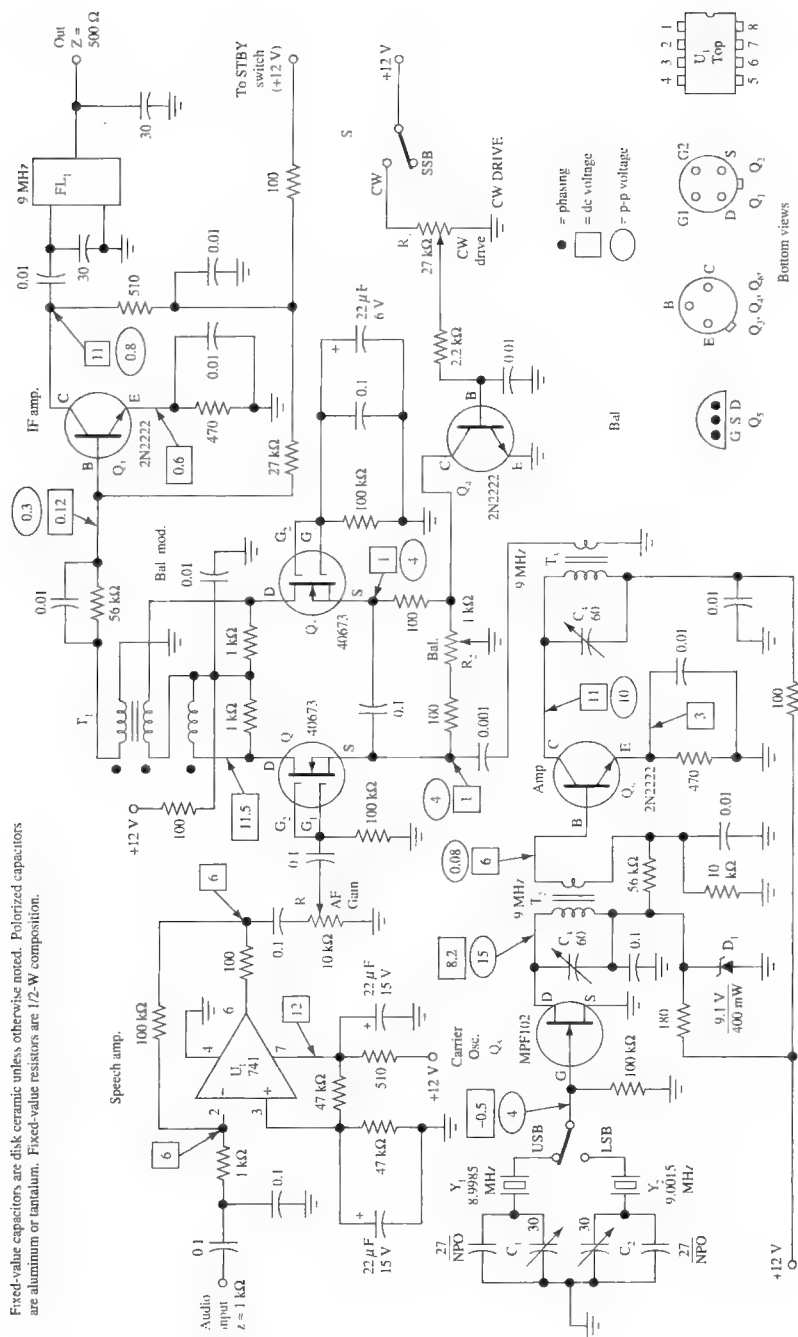 Fixed-value capacitors are disk ceramic unless otherwise noted. Polorized capacitors
are aluminum or tantalum. Fixed-value resistors are 1/2-W composition.
Speech amp.
Audio
input
Z = 1 kΩ
0.1
0.1
1 kΩ
6
2
3
−
+
U1
741
4
6
7
100 kΩ
100
6
12
47 kΩ
47 kΩ
510
+12 V
22 µF
15 V
22 µF
15 V
0.1
R
AF
Gain
10 kΩ
0.1
100 kΩ
+12 V
100
T1
11.5
D
Q
40673
G2
G1
S
1 kΩ
1 kΩ
Bal mod.
0.01
0.01
56 kΩ
0.3
0.12
IF amp.
B
C
E
Q
2N2222
0.6
470
0.01
27 kΩ
11
0.8
510
0.01
0.01
30
9 MHz
FL1
30
Out
Z =
500 Ω
100
To STBY
switch
(+12 V)
D
G2
G
S
Q
40673
100 kΩ
0.1
22 µF
6 V
1
4
0.1
100
100
Bal.
R
1 kΩ
4
1
0.001
Q4
C
B
E
2N2222
0.01
2.2 kΩ
R
27 kΩ
CW
drive
CW DRIVE
CW
SSB
S
+12 V
= phasing
= dc voltage
= p-p voltage
Bal
Carrier
Osc.
MPF102
D
S
G
−0.5
4
100 kΩ
USB
LSB
Y1
8.9985
MHz
Y2
9.0015
MHz
27
NPO
C1
30
30
C2
27
NPO
8.2
15
C
60
0.1
9 MHz
T2
180
9.1 V
400 mW
D1
56 kΩ
10
kΩ
0.01
0.08
6
Amp
B
C
E
Q
2N2222
470
0.01
3
11
10
C
60
9 MHz
T3
0.01
100
+12 V
G S D
Q5
B
E
C
Q3, Q4, Q6,
G1
G2
D
S
Q1
Q2
Bottom views
4 3 2 1
U1
Top
5 6 7 8